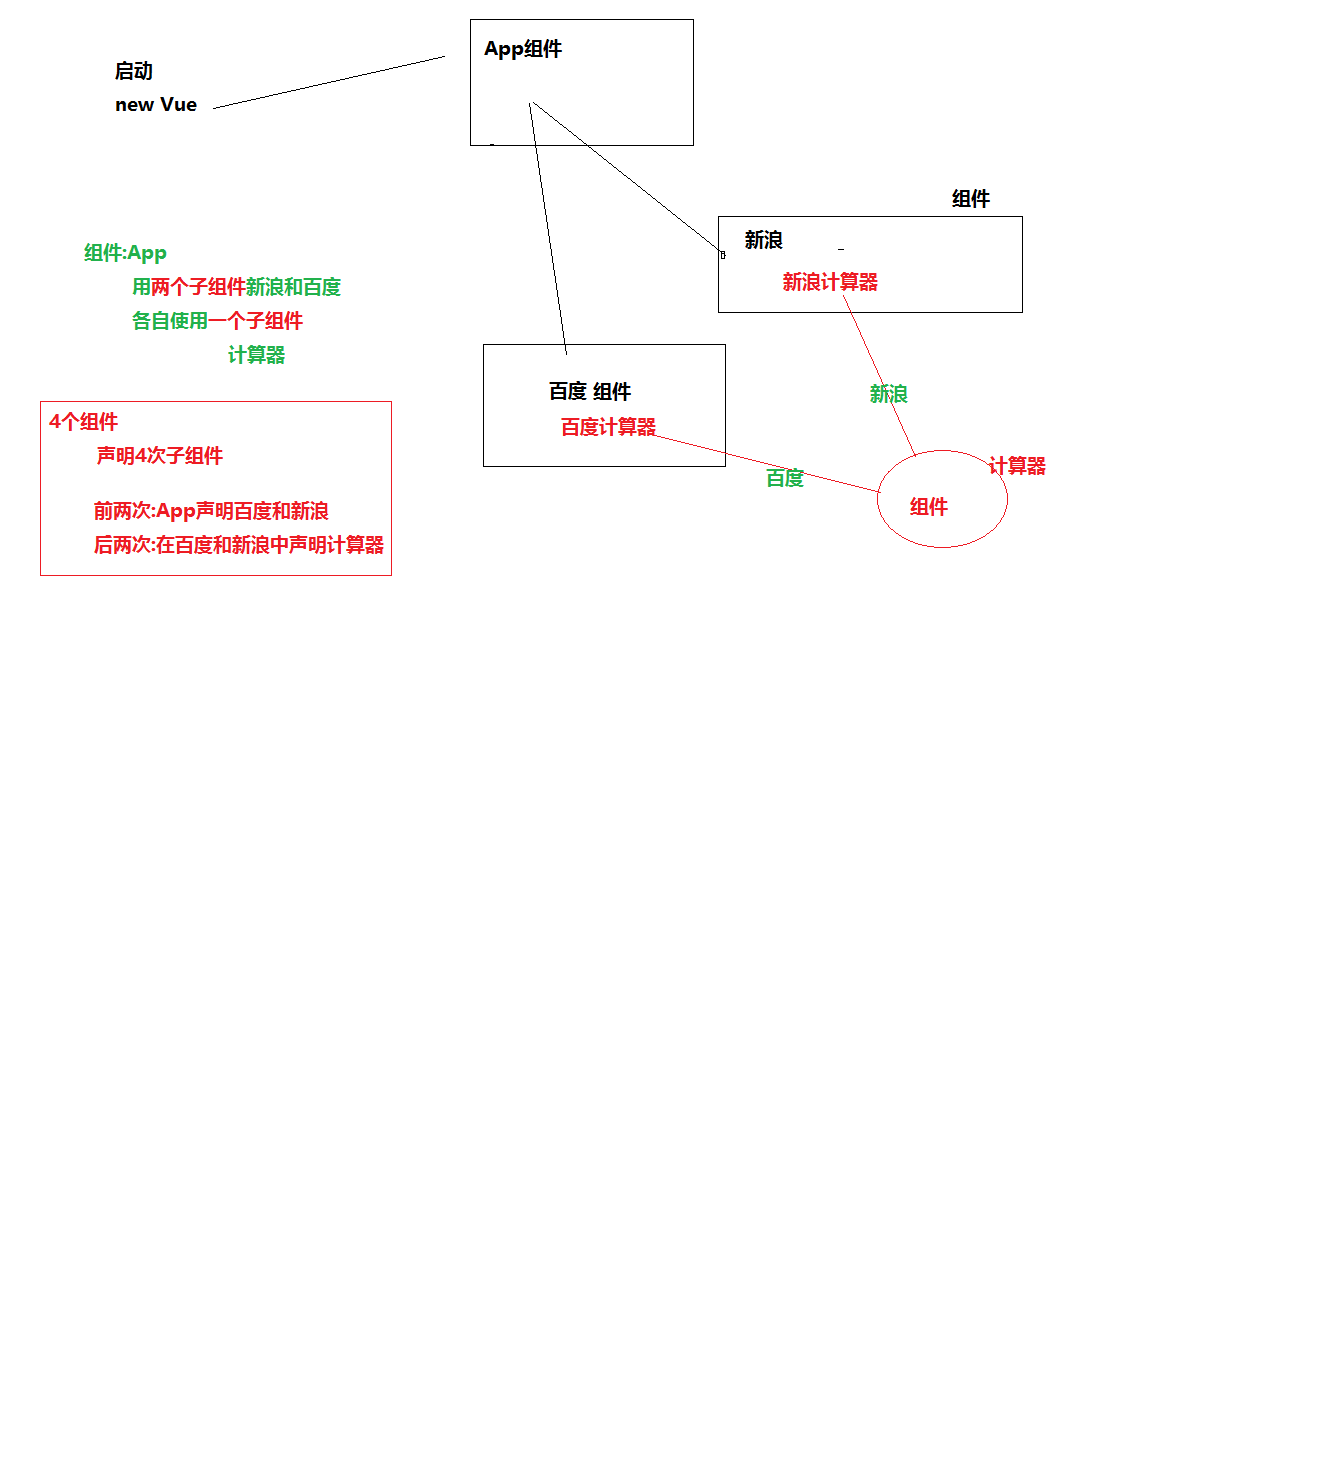 App组件
启动
new Vue
组件
新浪
新浪计算器
组件:App
用两个子组件新浪和百度
各自使用一个子组件
计算器
百度 组件
百度计算器
新浪
百度
计算器
组件
4个组件
声明4次子组件
前两次:App声明百度和新浪
后两次:在百度和新浪中声明计算器